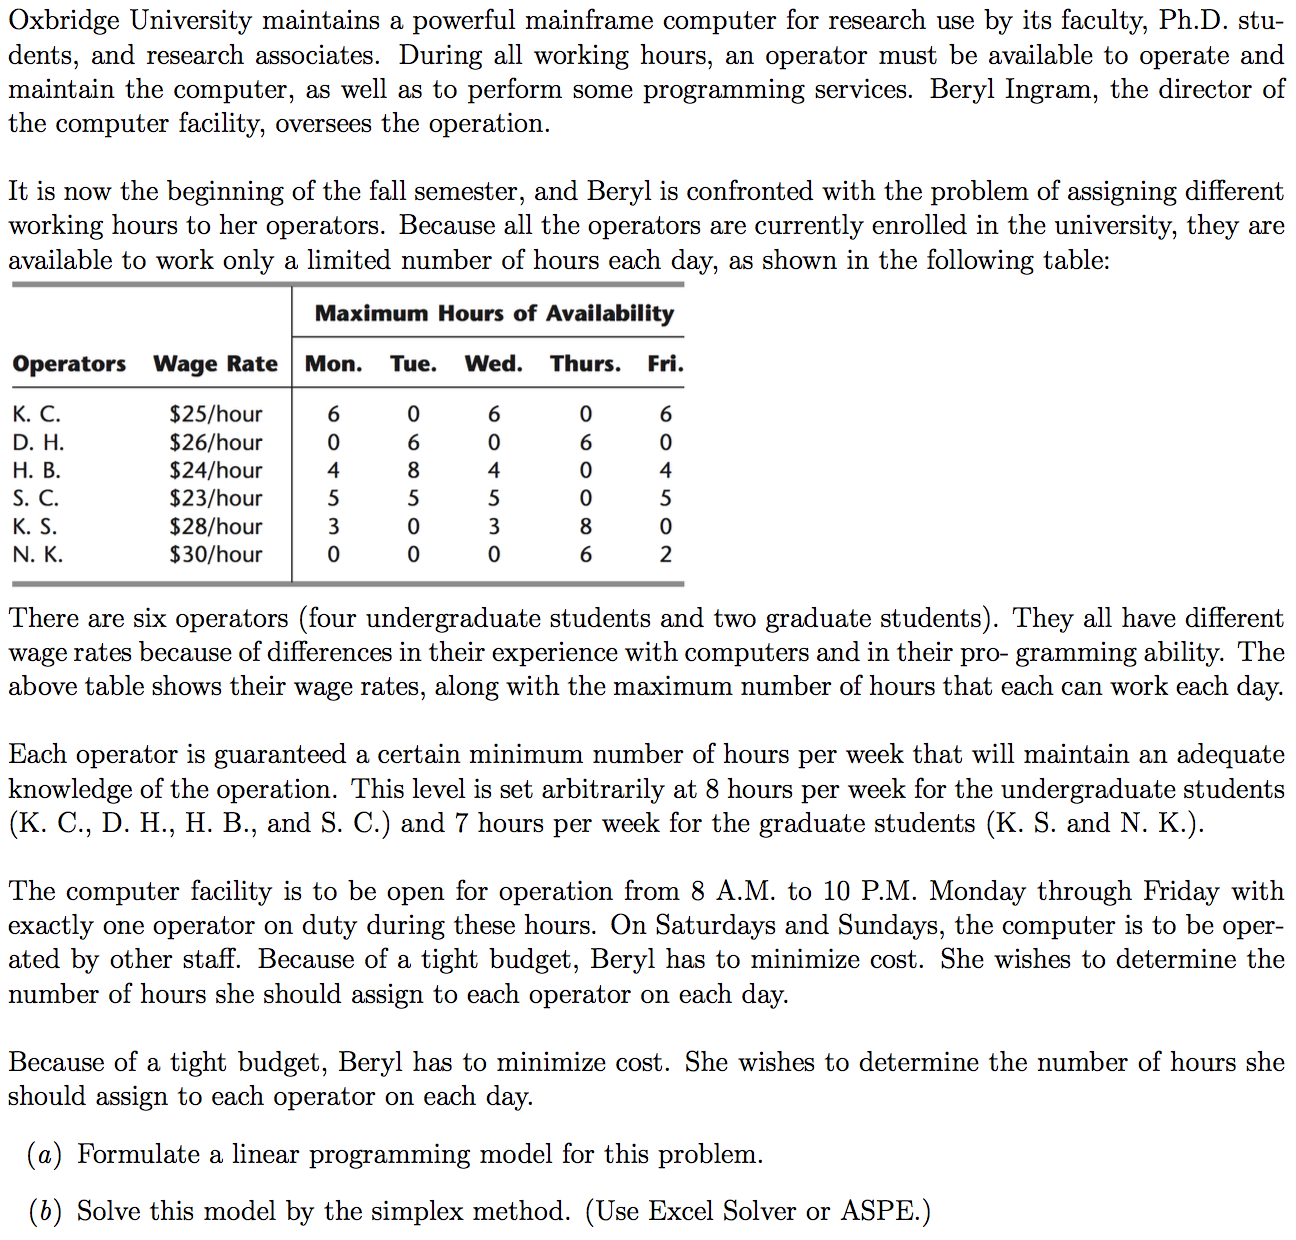 Oxbridge University maintains a powerful mainframe computer for research use by its faculty, Ph.D. stu-
dents, and research associates. During all working hours, an operator must be available to operate and
maintain the computer, as well as to perform some programming services. Beryl Ingram, the director of
the computer facility, oversees the operation.
It is now the beginning of the fall semester, and Beryl is confronted with the problem of assigning different
working hours to her operators. Because all the operators are currently enrolled in the university, they are
available to work only a limited number of hours each day, as shown in the following table:
Maximum Hours of Availability
Operators Wage Rate Mon. Tue. Wed. Thurs. Fri.
K. C. $25/hour 6 0 6 0 6
D. H. $26/hour 0 6 0 6 0
H. B. $24/hour 4 8 4 0 4
S. C. $23/hour 5 5 5 0 5
K. S. $28/hour 3 0 3 8 0
N. K. $30/hour 0 0 0 6 2
There are six operators (four undergraduate students and two graduate students). They all have different
wage rates because of differences in their experience with computers and in their pro- gramming ability. The
above table shows their wage rates, along with the maximum number of hours that each can work each day.
Each operator is guaranteed a certain minimum number of hours per week that will maintain an adequate
knowledge of the operation. This level is set arbitrarily at 8 hours per week for the undergraduate students
(K. C., D. H., H. B., and S. C.) and 7 hours per week for the graduate students (K. S. and N. K.).
The computer facility is to be open for operation from 8 A.M. to 10 P.M. Monday through Friday with
exactly one operator on duty during these hours. On Saturdays and Sundays, the computer is to be oper-
ated by other staff. Because of a tight budget, Beryl has to minimize cost. She wishes to determine the
number of hours she should assign to each operator on each day.
Because of a tight budget, Beryl has to minimize cost. She wishes to determine the number of hours she
should assign to each operator on each day.
(a) Formulate a linear programming model for this problem.
(b) Solve this model by the simplex method. (Use Excel Solver or ASPE.)